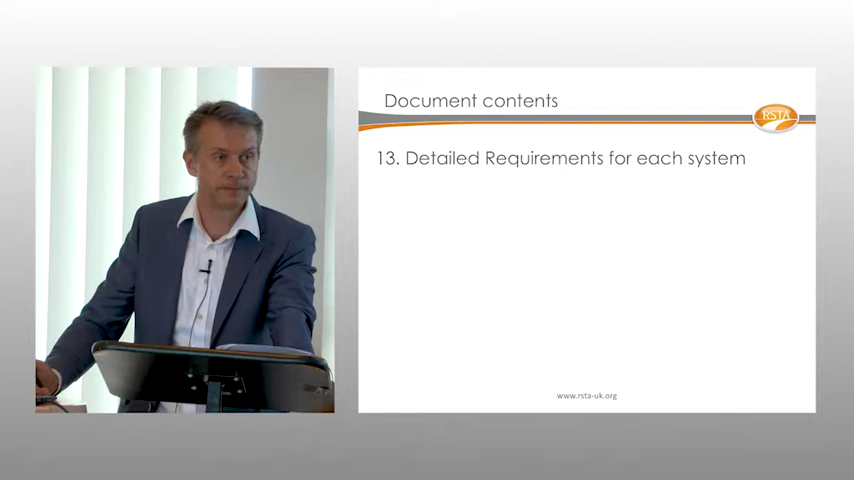 Document contents
RSTA
13. Detailed Requirements for each system
www.rsta-uk.org